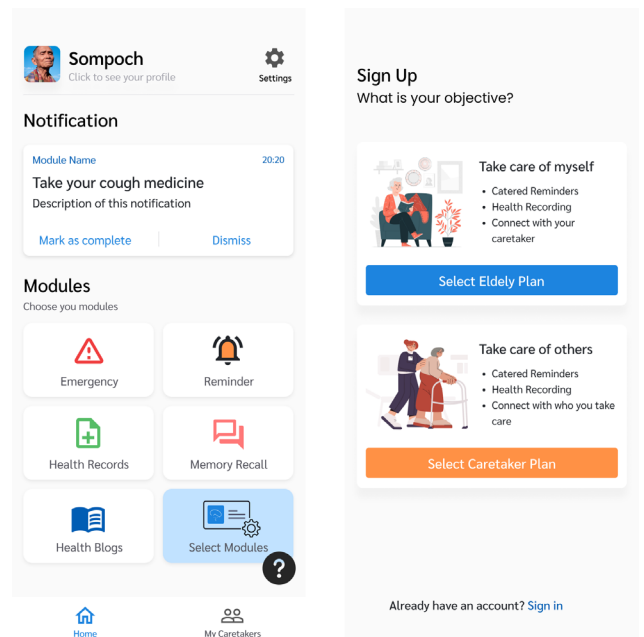 Sompoch
Click to see your profile
Settings
Notification
Module Name
20:20
Take your cough medicine
Description of this notification
Mark as complete
Dismiss
Modules
Choose you modules
Emergency
Reminder
Health Records
Memory Recall
Health Blogs
Select Modules
?
Home
My Caretakers
Sign Up
What is your objective?
Take care of myself
• Catered Reminders
• Health Recording
• Connect with your
caretaker
Select Eldely Plan
Take care of others
• Catered Reminders
• Health Recording
• Connect with who you take
care
Select Caretaker Plan
Already have an account? Sign in